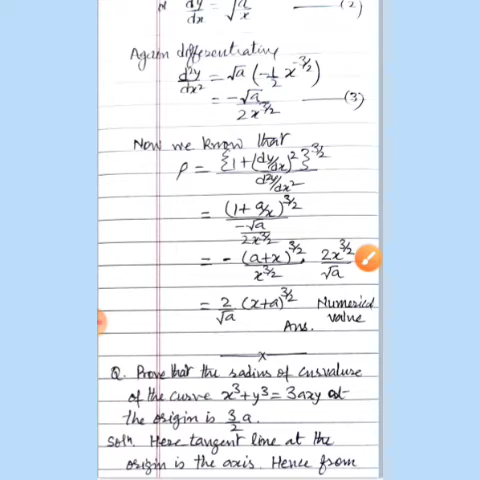 dy/dx = √a/x —— (2)
Again differentiating
d²y/dx² = √a (-1/2 x^-3/2)
= -√a / 2x^3/2 —— (3)
Now we know that
ρ = {1+(dy/dx)²}^3/2 / d²y/dx²
= (1+a/x)^3/2 / (-√a / 2x^3/2)
= - (a+x)^3/2 / x^3/2 . 2x^3/2 / √a
= 2/√a (x+a)^3/2 Numerical value
Ans.
x
Q. Prove that the radius of curvature
of the curve x³+y³=3axy at
the origin is 3/2 a.
Soln. Here tangent line at the
origin is the axis. Hence from